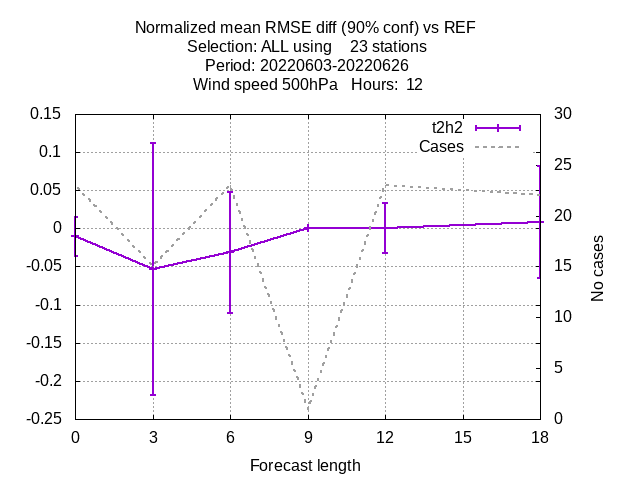 Normalized mean RMSE diff (90% conf) vs REF
Selection: ALL using    23 stations
Period: 20220603-20220626
Wind speed 500hPa   Hours:  12
0.15
0.1
0.05
0
-0.05
-0.1
-0.15
-0.2
-0.25
t2h2
Cases
30
25
20
15
10
5
0
No cases
0 3 6 9 12 15 18
Forecast length